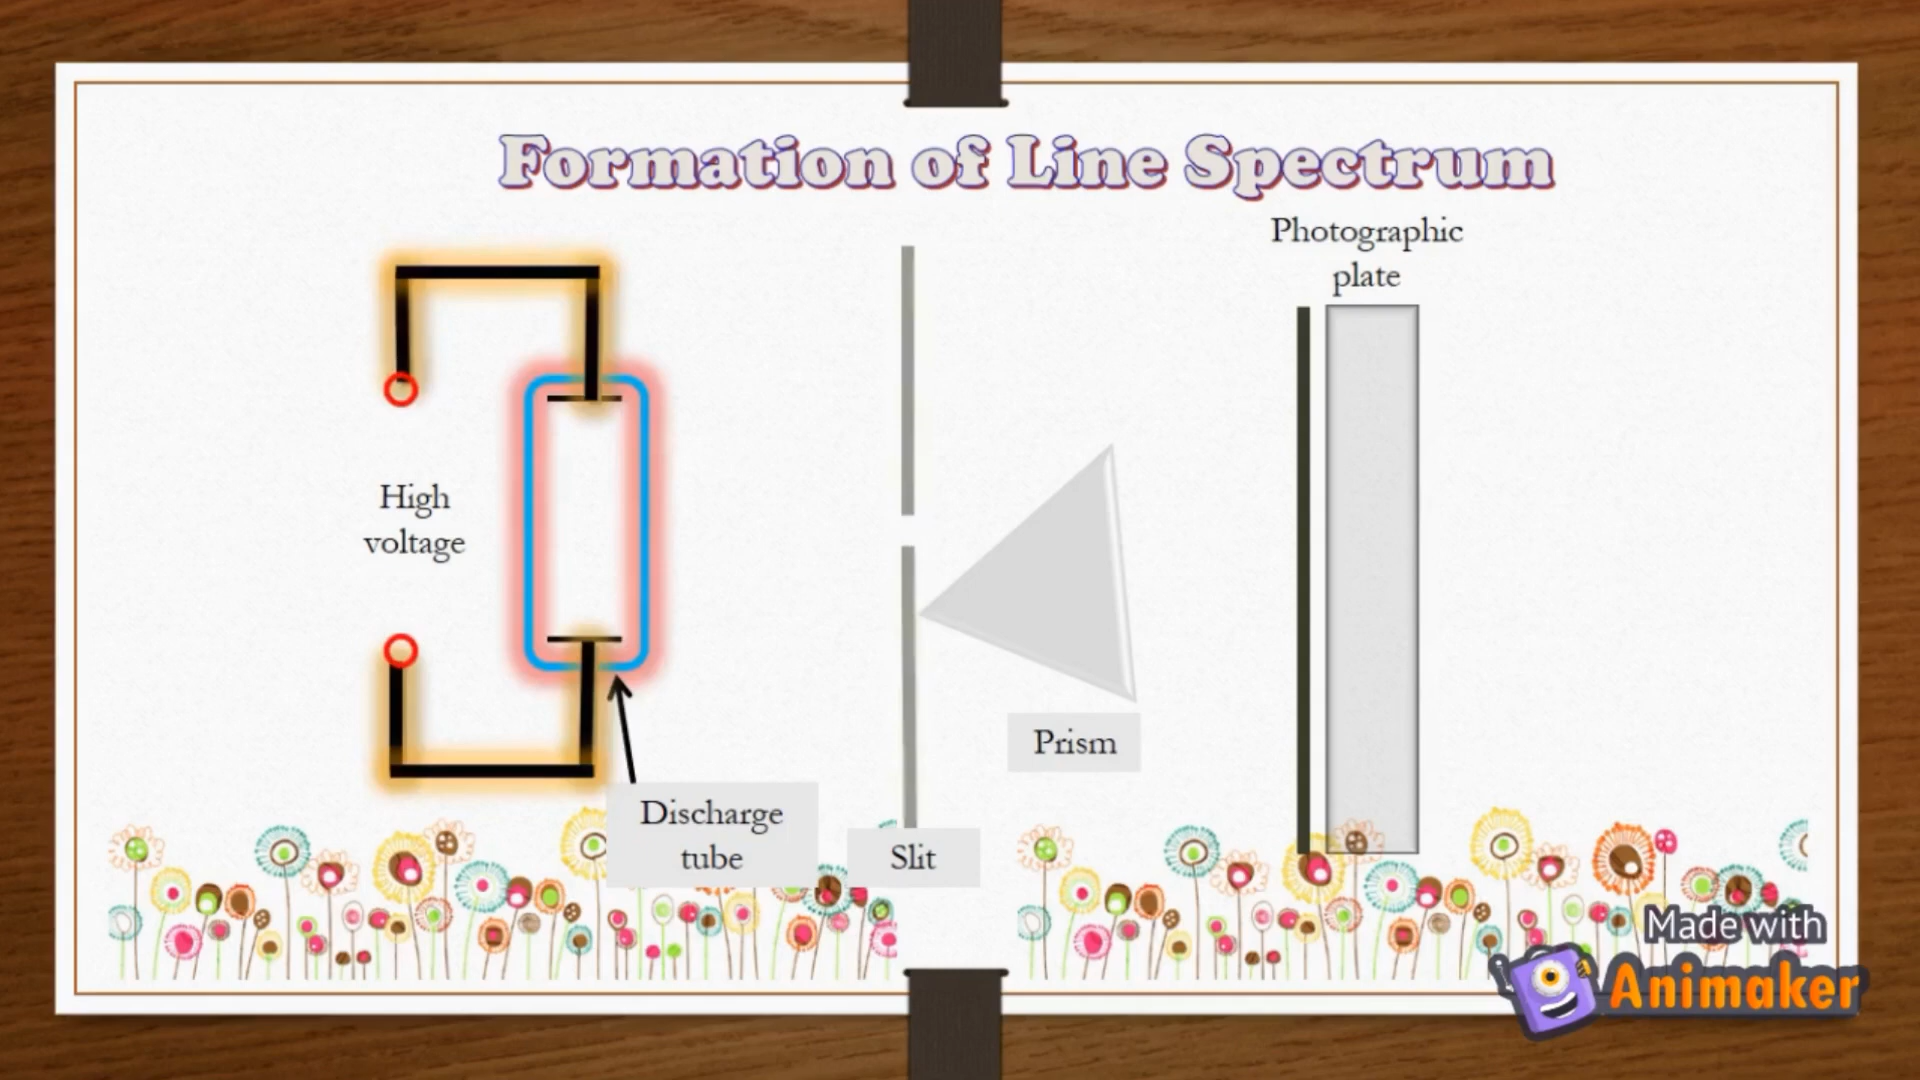 Formation of Line Spectrum
Photographic
plate
High
voltage
Prism
Discharge
tube
Slit
Made with
Animaker